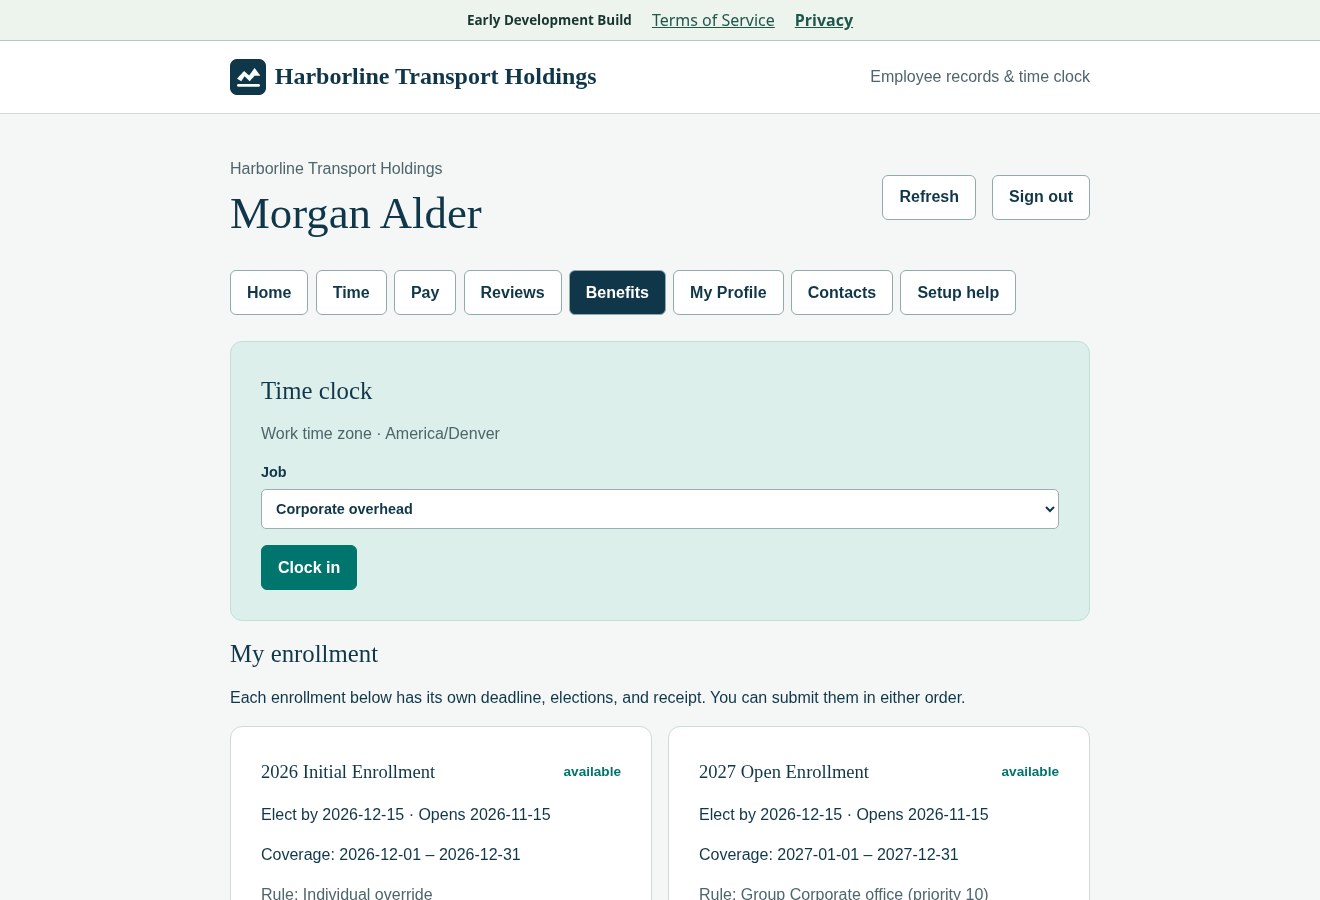 Early Development Build Terms of Service Privacy
Harborline Transport Holdings
Employee records & time clock
Harborline Transport Holdings
Morgan Alder
Refresh Sign out
Home Time Pay Reviews Benefits My Profile Contacts Setup help
Time clock
Work time zone · America/Denver
Job
Corporate overhead
Clock in
My enrollment
Each enrollment below has its own deadline, elections, and receipt. You can submit them in either order.
2026 Initial Enrollment available
Elect by 2026-12-15 · Opens 2026-11-15
Coverage: 2026-12-01 – 2026-12-31
Rule: Individual override
2027 Open Enrollment available
Elect by 2026-12-15 · Opens 2026-11-15
Coverage: 2027-01-01 – 2027-12-31
Rule: Group Corporate office (priority 10)